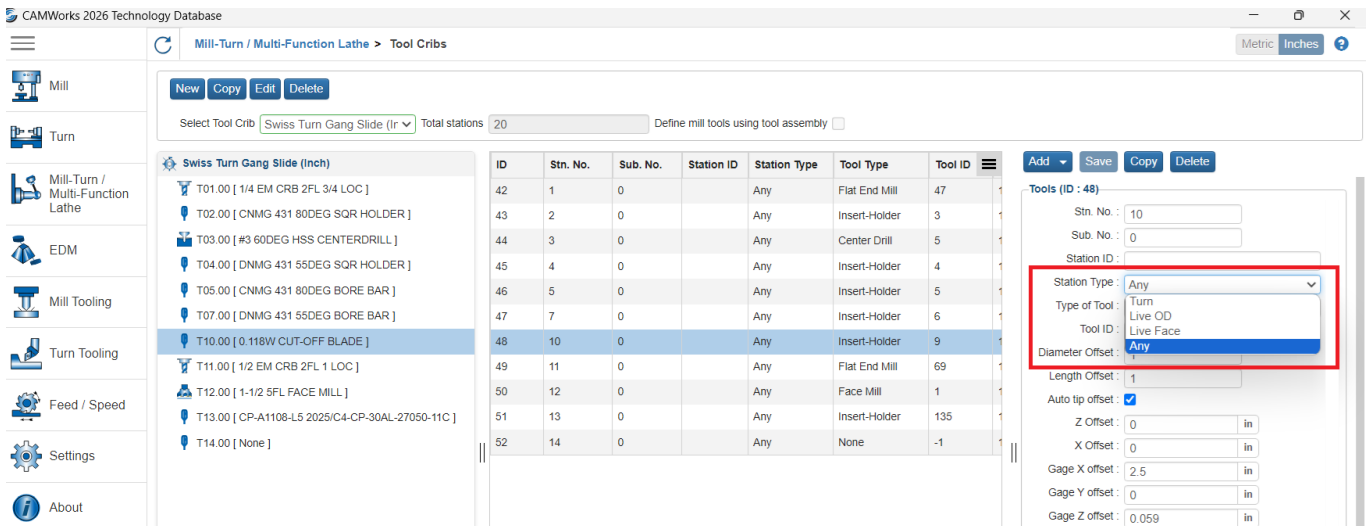 CAMWorks 2026 Technology Database
Mill-Turn / Multi-Function Lathe > Tool Cribs
Metric Inches ?
Mill
Turn
Mill-Turn /
Multi-Function
Lathe
EDM
Mill Tooling
Turn Tooling
Feed / Speed
Settings
About
New Copy Edit Delete
Select Tool Crib Swiss Turn Gang Slide (Ir Total stations 20 Define mill tools using tool assembly
Swiss Turn Gang Slide (Inch)
T01.00 [ 1/4 EM CRB 2FL 3/4 LOC ]
T02.00 [ CNMG 431 80DEG SQR HOLDER ]
T03.00 [ #3 60DEG HSS CENTERDRILL ]
T04.00 [ DNMG 431 55DEG SQR HOLDER ]
T05.00 [ CNMG 431 80DEG BORE BAR ]
T07.00 [ DNMG 431 55DEG BORE BAR ]
T10.00 [ 0.118W CUT-OFF BLADE ]
T11.00 [ 1/2 EM CRB 2FL 1 LOC ]
T12.00 [ 1-1/2 5FL FACE MILL ]
T13.00 [ CP-A1108-L5 2025/C4-CP-30AL-27050-11C ]
T14.00 [ None ]
ID Stn. No. Sub. No. Station ID Station Type Tool Type Tool ID
42 1 0 Any Flat End Mill 47
43 2 0 Any Insert-Holder 3
44 3 0 Any Center Drill 5
45 4 0 Any Insert-Holder 4
46 5 0 Any Insert-Holder 5
47 7 0 Any Insert-Holder 6
48 10 0 Any Insert-Holder 9
49 11 0 Any Flat End Mill 69
50 12 0 Any Face Mill 1
51 13 0 Any Insert-Holder 135
52 14 0 Any None -1
Add Save Copy Delete
Tools (ID : 48)
Stn. No. : 10
Sub. No. : 0
Station ID :
Station Type : Any
Turn
Live OD
Live Face
Any
Type of Tool :
Tool ID :
Diameter Offset :
Length Offset : 1
Auto tip offset :
Z Offset : 0 in
X Offset : 0 in
Gage X offset : 2.5 in
Gage Y offset : 0 in
Gage Z offset : 0.059 in